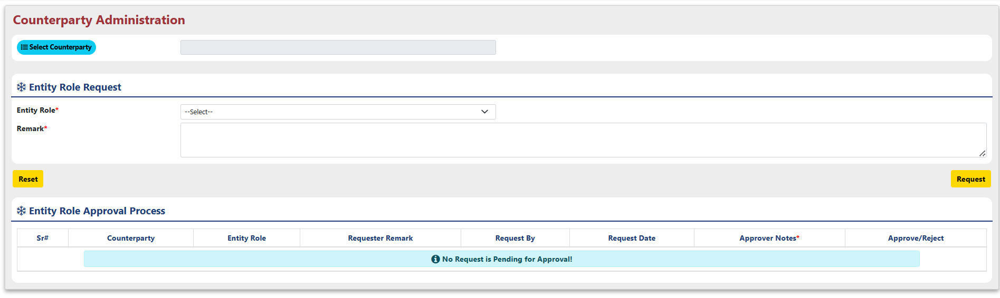 Counterparty Administration
Select Counterparty
Entity Role Request
Entity Role*
--Select--
Remark*
Reset
Request
Entity Role Approval Process
Sr# Counterparty Entity Role Requester Remark Request By Request Date Approver Notes* Approve/Reject
No Request is Pending for Approval!